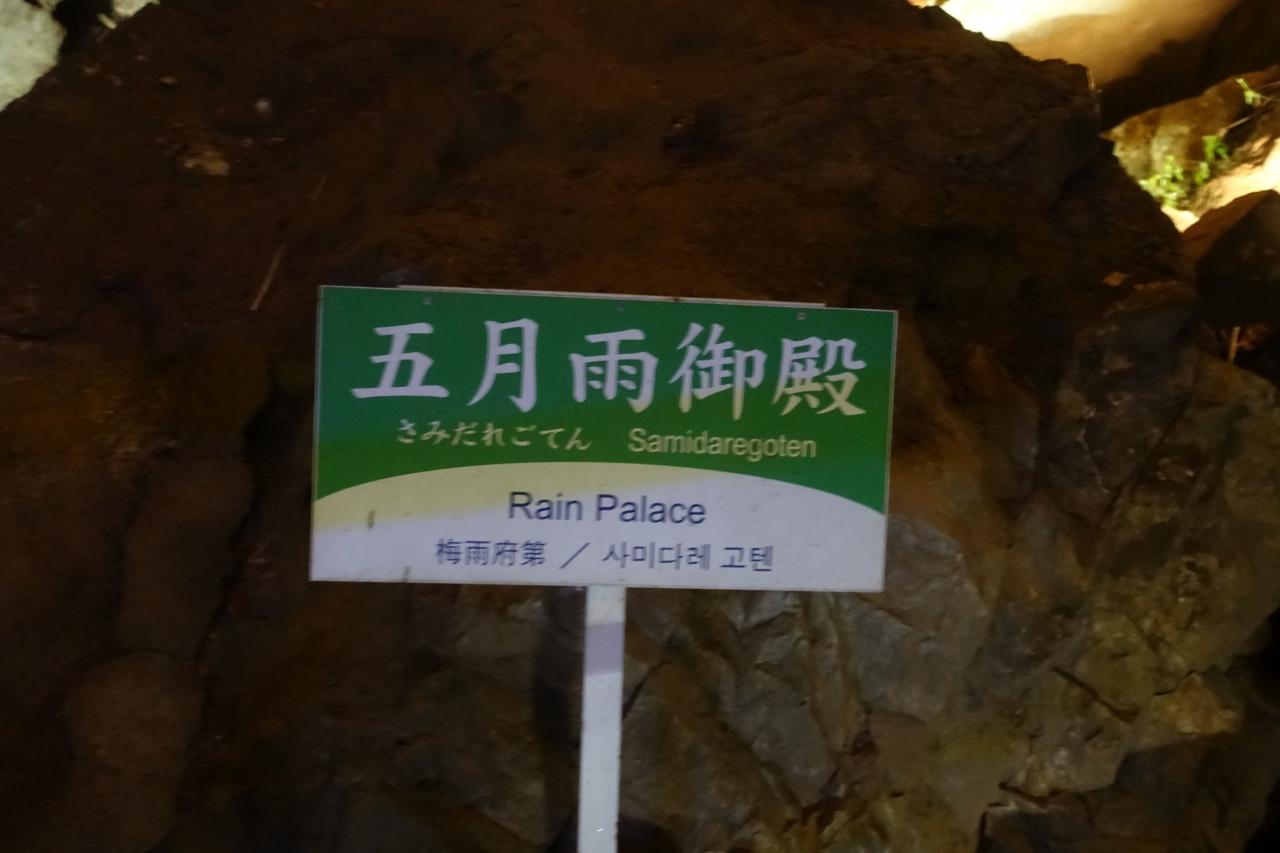 五月雨御殿
さみだれごてん Samidaregoten
Rain Palace
梅雨府第 ／ 사미다레 고텐